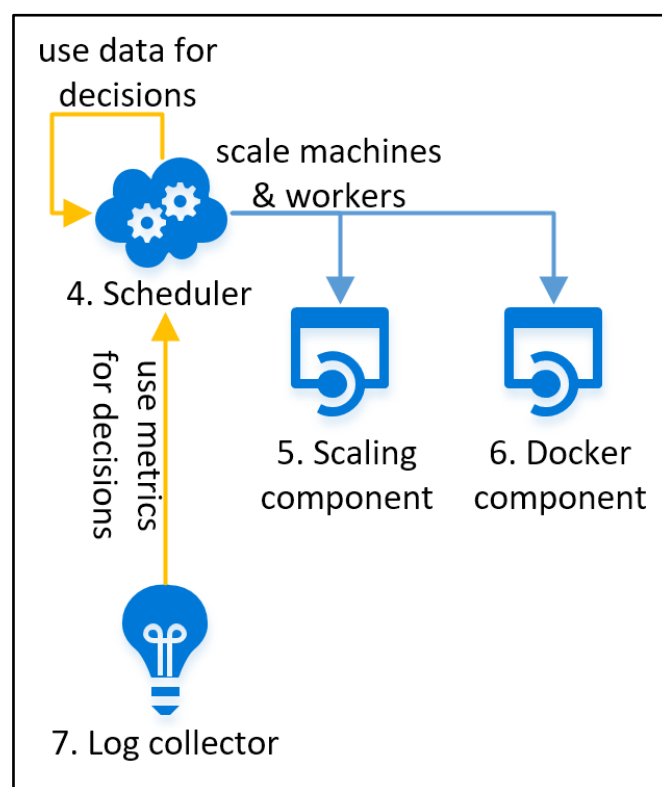 use data for
decisions
scale machines
& workers
4. Scheduler
use metrics
for decisions
5. Scaling
component
6. Docker
component
7. Log collector